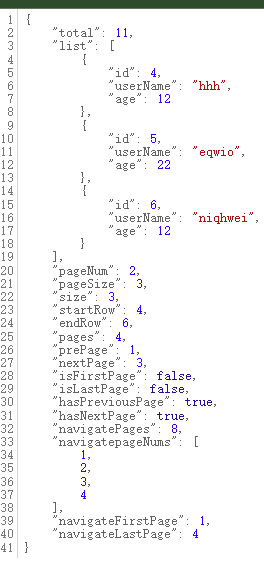 1 {
2     "total": 11,
3     "list": [
4         {
5             "id": 4,
6             "userName": "hhh",
7             "age": 12
8         },
9         {
10             "id": 5,
11             "userName": "eqwio",
12             "age": 22
13         },
14         {
15             "id": 6,
16             "userName": "niqhwei",
17             "age": 12
18         }
19     ],
20     "pageNum": 2,
21     "pageSize": 3,
22     "size": 3,
23     "startRow": 4,
24     "endRow": 6,
25     "pages": 4,
26     "prePage": 1,
27     "nextPage": 3,
28     "isFirstPage": false,
29     "isLastPage": false,
30     "hasPreviousPage": true,
31     "hasNextPage": true,
32     "navigatePages": 8,
33     "navigatepageNums": [
34         1,
35         2,
36         3,
37         4
38     ],
39     "navigateFirstPage": 1,
40     "navigateLastPage": 4
41 }